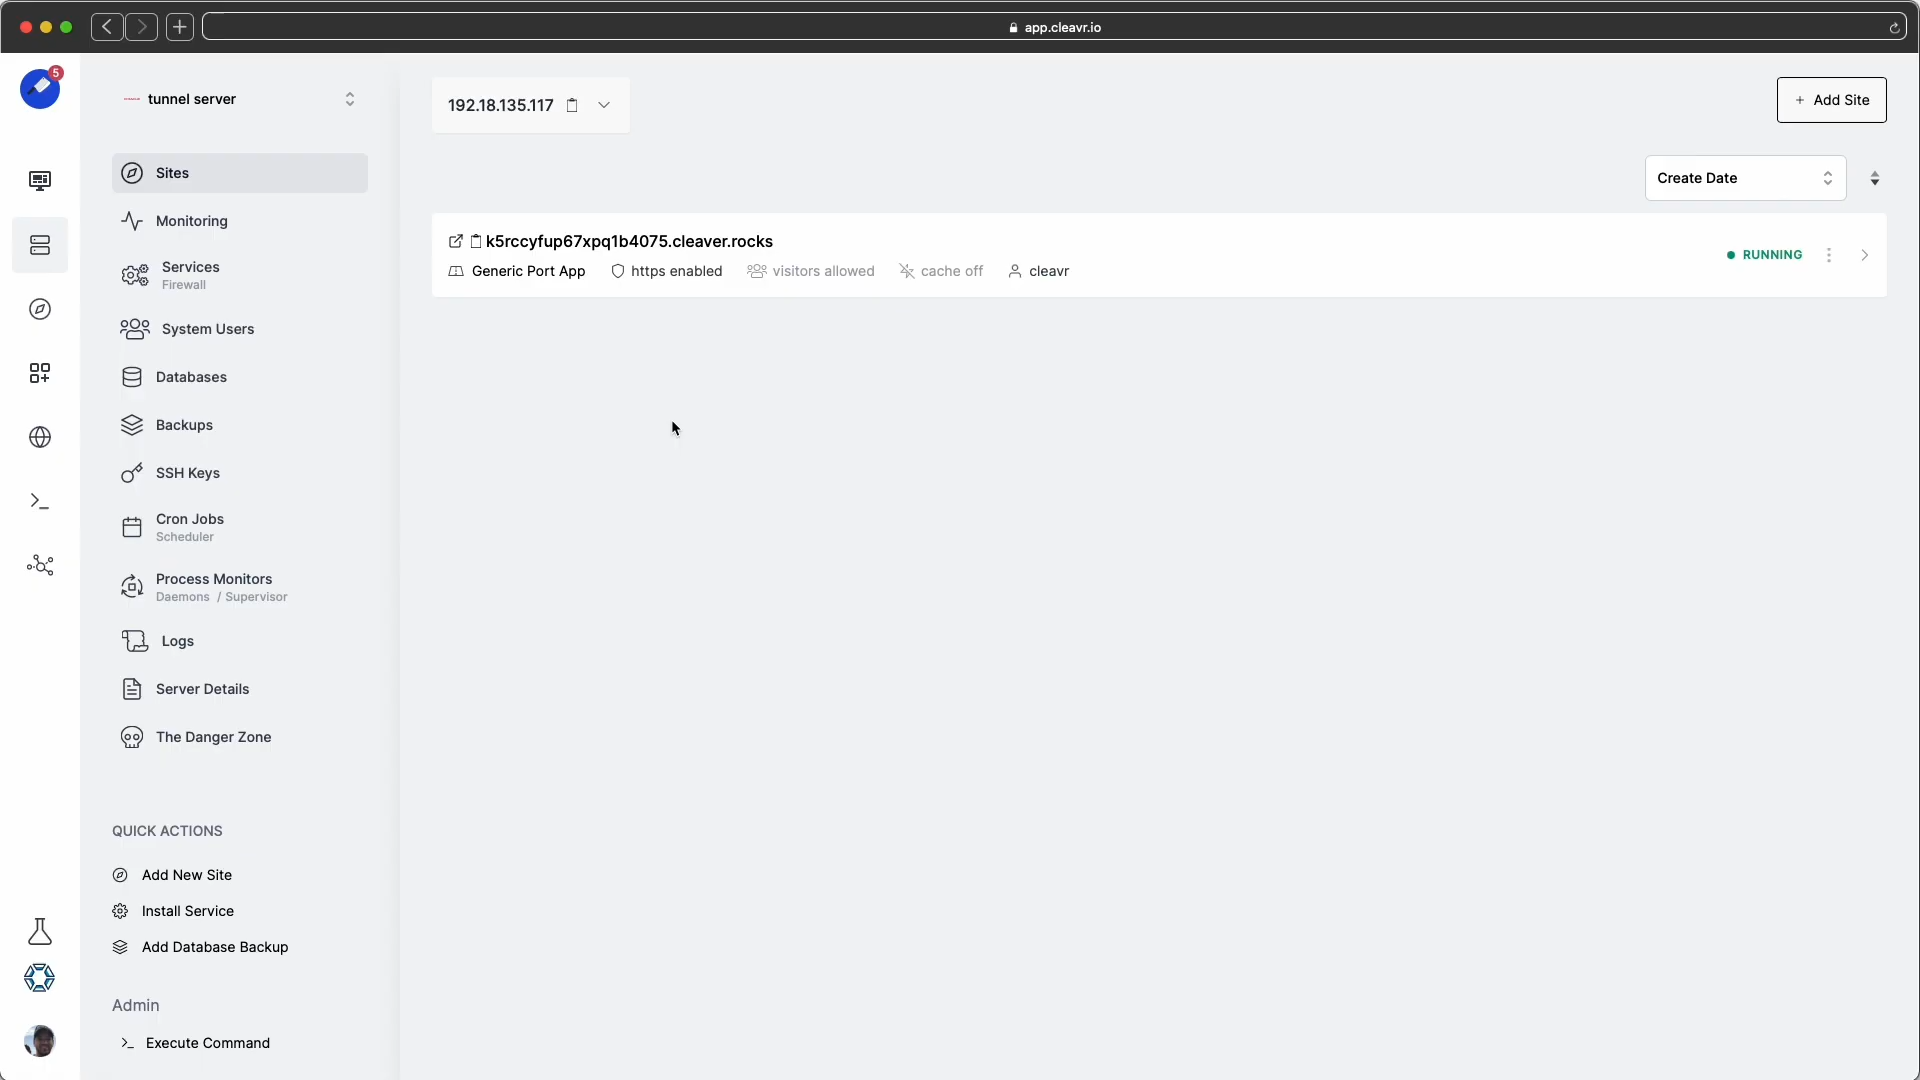 app.cleavr.io
5
tunnel server
192.18.135.117
+ Add Site
Sites
Create Date
Monitoring
k5rccyfup67xpq1b4075.cleaver.rocks
Generic Port App https enabled visitors allowed cache off cleavr
RUNNING
Services
Firewall
System Users
Databases
Backups
SSH Keys
Cron Jobs
Scheduler
Process Monitors
Daemons / Supervisor
Logs
Server Details
The Danger Zone
QUICK ACTIONS
Add New Site
Install Service
Add Database Backup
Admin
Execute Command